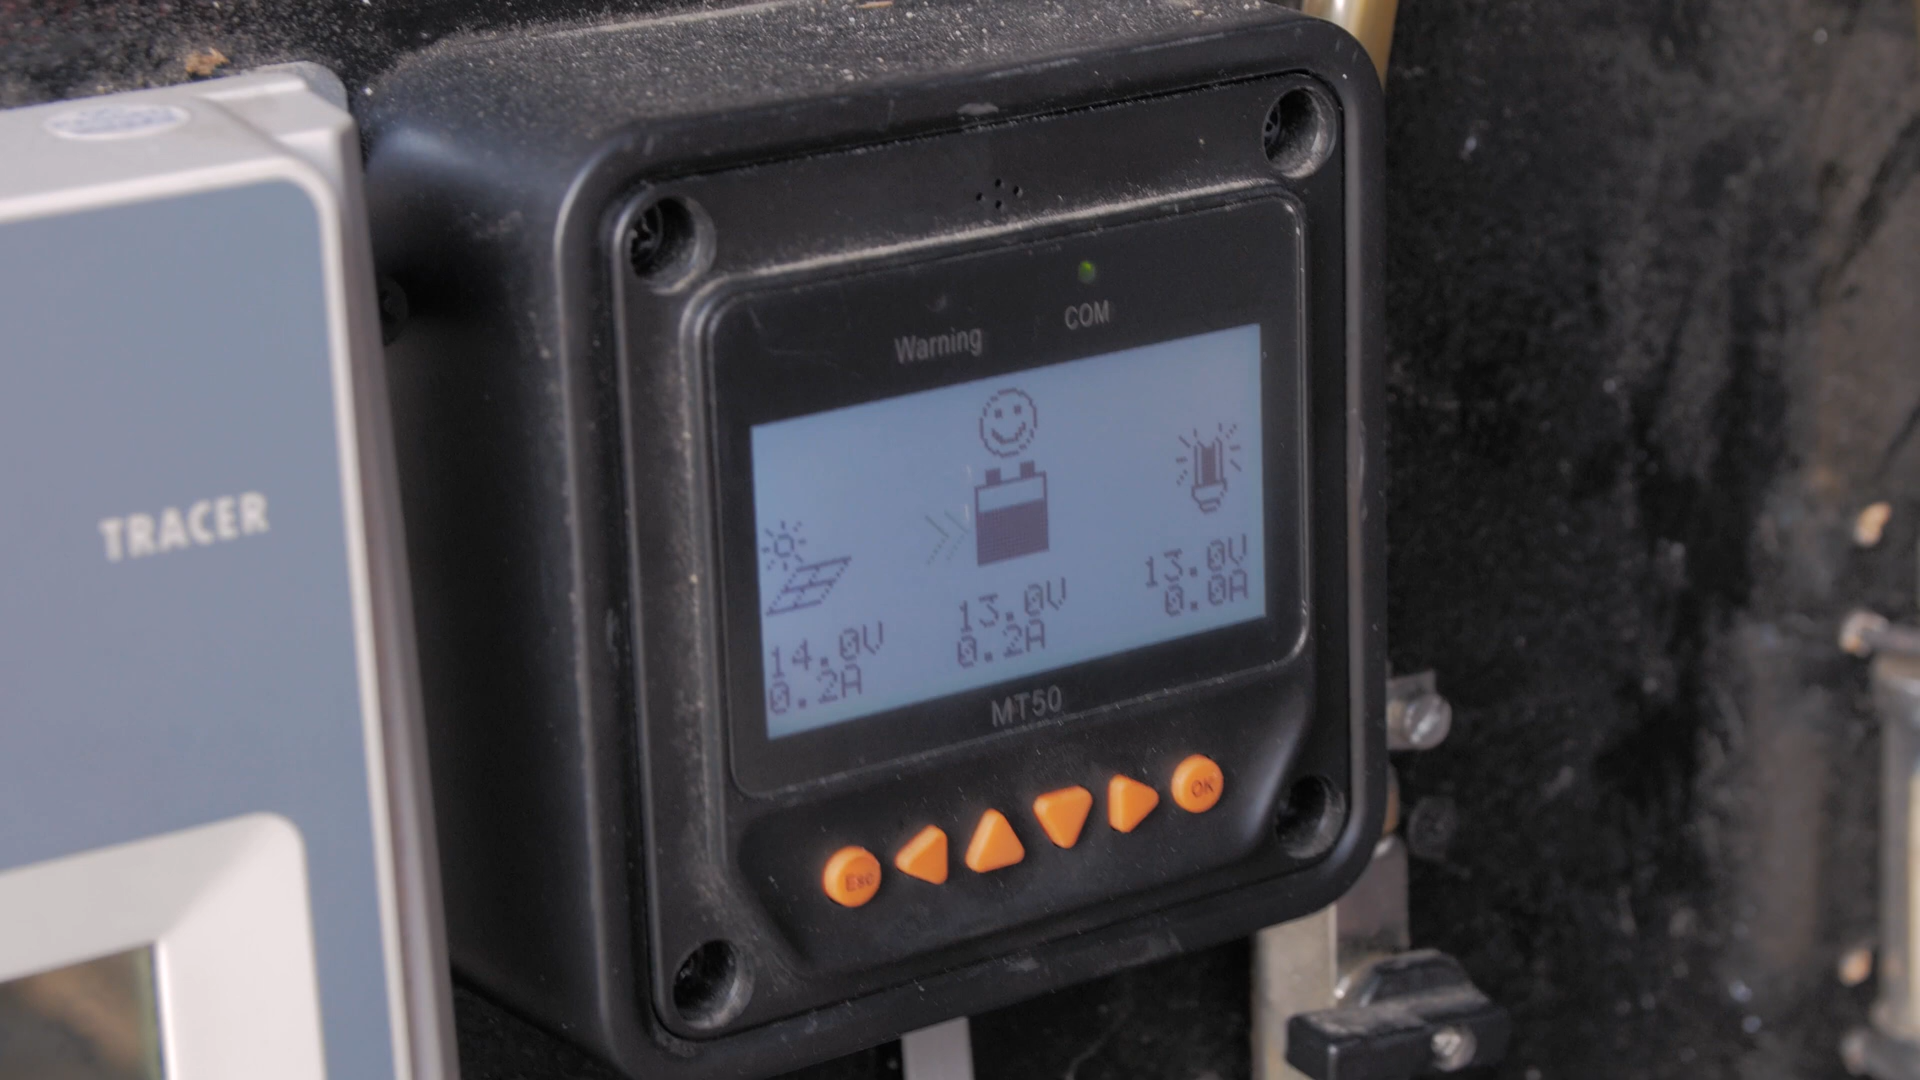 TRACER
Warning
COM
14.0V
0.2A
13.0V
0.2A
13.0V
0.0A
MT50
Esc
OK